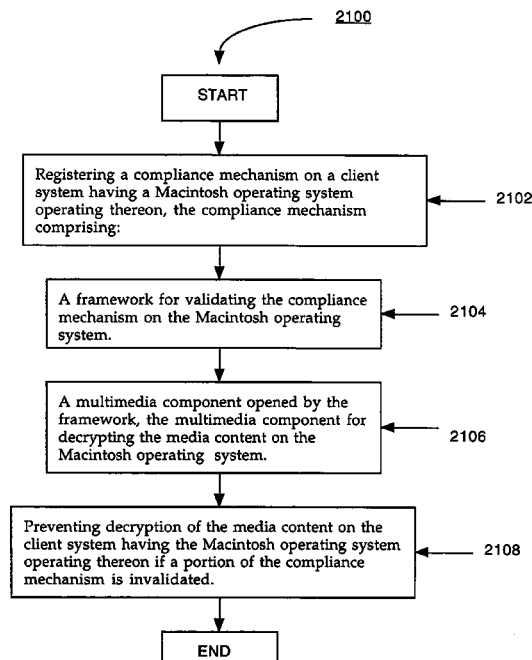 2100
START
Registering a compliance mechanism on a client
system having a Macintosh operating system
operating thereon, the compliance mechanism
comprising:
2102
A framework for validating the compliance
mechanism on the Macintosh operating
system.
2104
A multimedia component opened by the
framework, the multimedia component for
decrypting the media content on the
Macintosh operating system.
2106
Preventing decryption of the media content on the
client system having the Macintosh operating system
operating thereon if a portion of the compliance
mechanism is invalidated.
2108
END